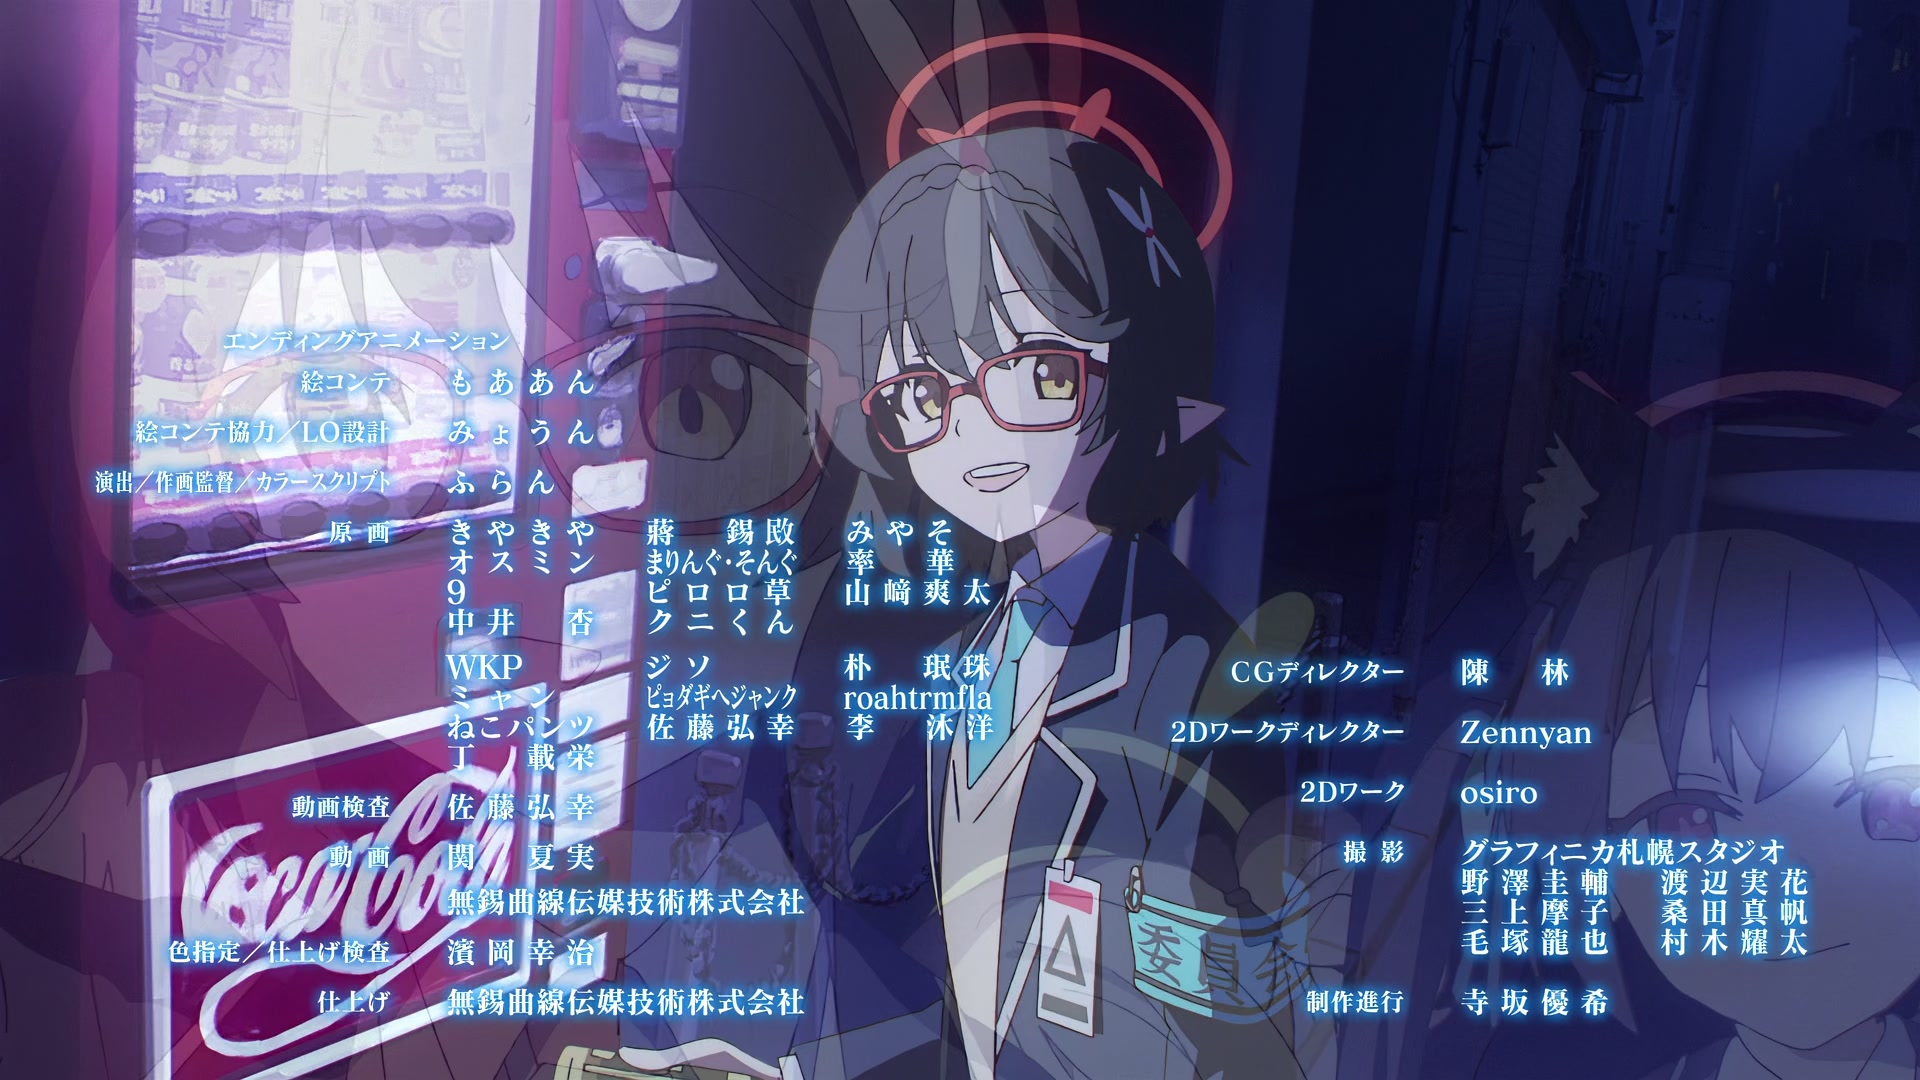 エンディングアニメーション
絵コンテ もああん
絵コンテ協力／LO設計 みょうん
演出／作画監督／カラースクリプト ふらん
原画 きやきや 蔣錫敃 みやそ
オスミン まりんぐ・そんぐ 率華
9 ピロロ草 山﨑爽太
中井杏 クニくん
WKP ジソ 朴珉珠
ミャン ピョダギヘジャンク roahtrmfla
ねこパンツ 佐藤弘幸 李沐洋
丁載栄
動画検査 佐藤弘幸
動画 関夏実
無錫曲線伝媒技術株式会社
色指定／仕上げ検査 濱岡幸治
仕上げ 無錫曲線伝媒技術株式会社
CGディレクター 陳林
2Dワークディレクター Zennyan
2Dワーク osiro
撮影 グラフィニカ札幌スタジオ
野澤圭輔 渡辺実花
三上摩子 桑田真帆
毛塚龍也 村木耀太
制作進行 寺坂優希
委員会